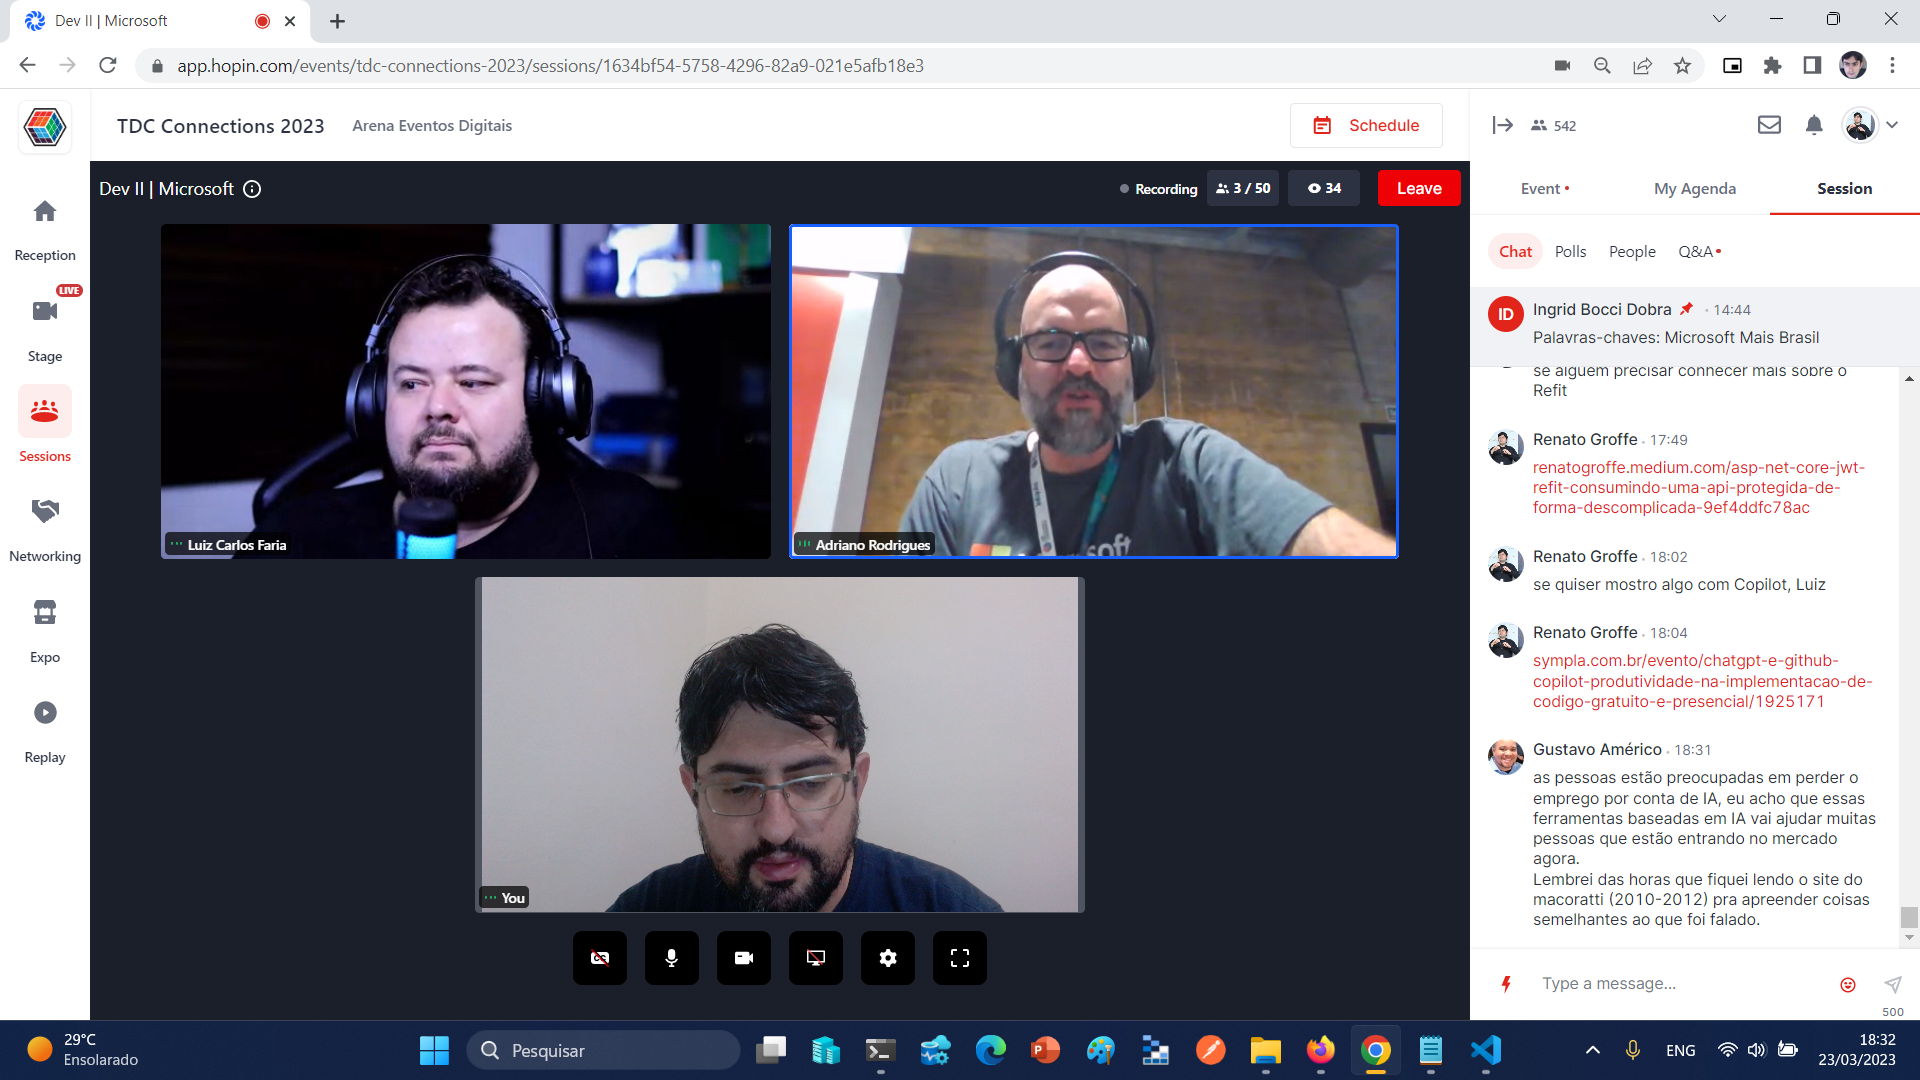 Dev II | Microsoft
app.hopin.com/events/tdc-connections-2023/sessions/1634bf54-5758-4296-82a9-021e5afb18e3
TDC Connections 2023
Arena Eventos Digitais
Schedule
542
Reception
LIVE
Stage
Sessions
Networking
Expo
Replay
Dev II | Microsoft
Recording
3 / 50
34
Leave
Luiz Carlos Faria
Adriano Rodrigues
You
Event
My Agenda
Session
Chat
Polls
People
Q&A
ID
Ingrid Bocci Dobra
14:44
Palavras-chaves: Microsoft Mais Brasil
se alguem precisar conhecer mais sobre o
Refit
Renato Groffe
17:49
renatogroffe.medium.com/asp-net-core-jwt-
refit-consumindo-uma-api-protegida-de-
forma-descomplicada-9ef4ddfc78ac
Renato Groffe
18:02
se quiser mostro algo com Copilot, Luiz
Renato Groffe
18:04
sympla.com.br/evento/chatgpt-e-github-
copilot-produtividade-na-implementacao-de-
codigo-gratuito-e-presencial/1925171
Gustavo Américo
18:31
as pessoas estão preocupadas em perder o
emprego por conta de IA, eu acho que essas
ferramentas baseadas em IA vai ajudar muitas
pessoas que estão entrando no mercado
agora.
Lembrei das horas que fiquei lendo o site do
macoratti (2010-2012) pra apreender coisas
semelhantes ao que foi falado.
Type a message...
500
29°C
Ensolarado
Pesquisar
ENG
18:32
23/03/2023